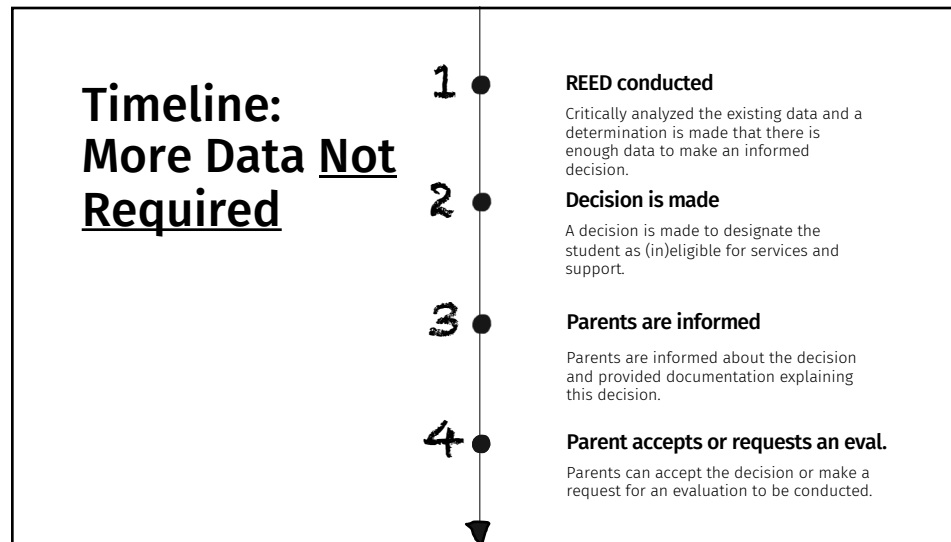 Timeline:
More Data Not
Required
1
REED conducted
Critically analyzed the existing data and a
determination is made that there is
enough data to make an informed
decision.
2
Decision is made
A decision is made to designate the
student as (in)eligible for services and
support.
3
Parents are informed
Parents are informed about the decision
and provided documentation explaining
this decision.
4
Parent accepts or requests an eval.
Parents can accept the decision or make a
request for an evaluation to be conducted.